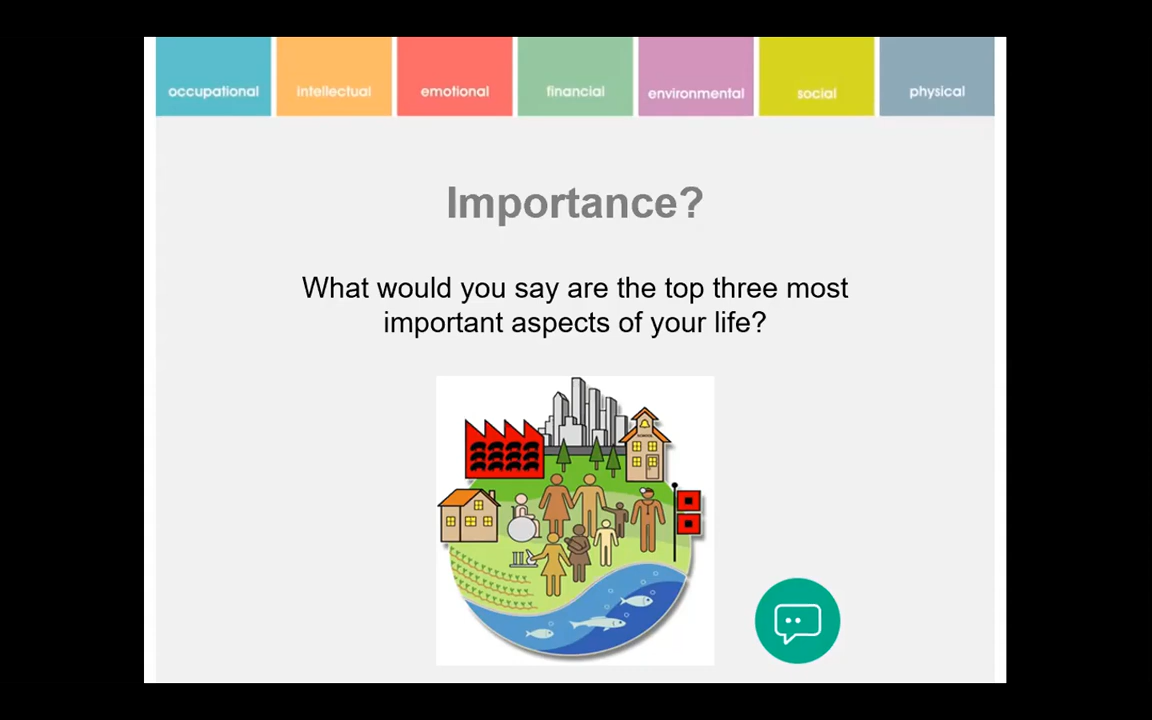 occupational
intellectual
emotional
financial
environmental
social
physical
Importance?
What would you say are the top three most
important aspects of your life?